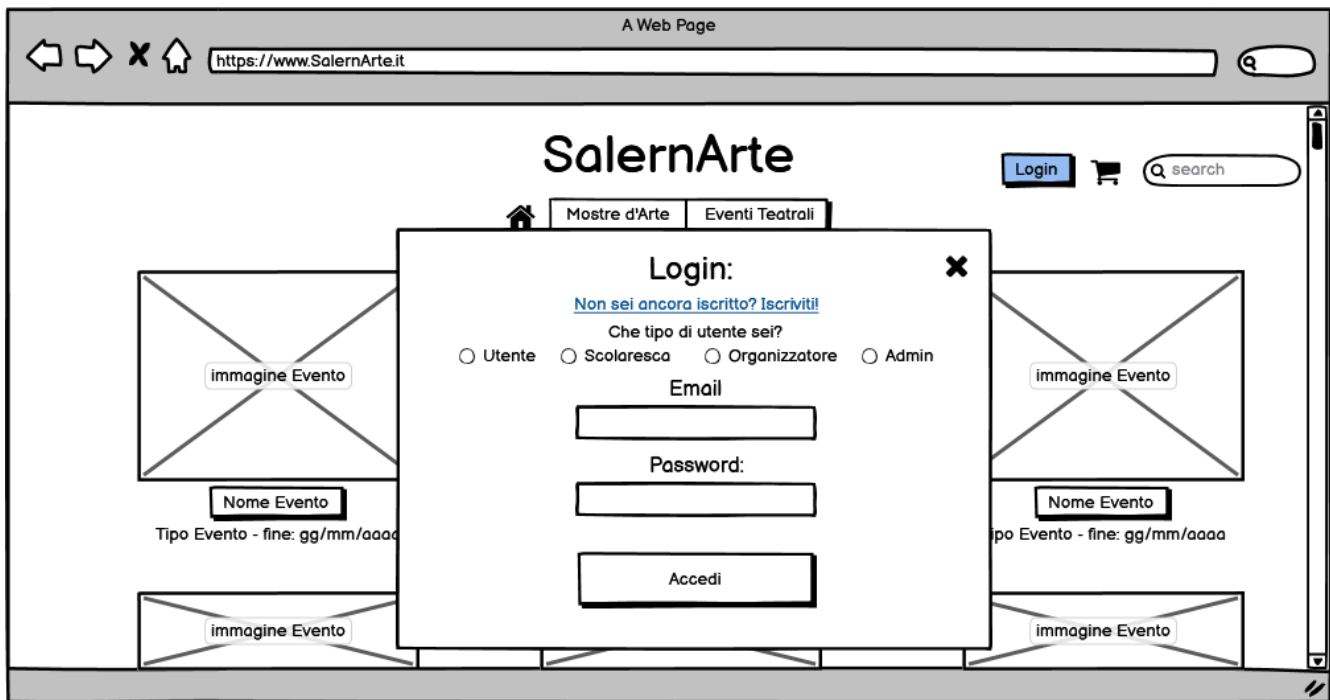 A Web Page
https://www.SalernArte.it
SalernArte
Login
search
Mostre d'Arte
Eventi Teatrali
Login:
Non sei ancora iscritto? Iscriviti!
Che tipo di utente sei?
Utente
Scolaresca
Organizzatore
Admin
Email
Password:
Accedi
immagine Evento
immagine Evento
Nome Evento
Nome Evento
Tipo Evento - fine: gg/mm/aaaa
ipo Evento - fine: gg/mm/aaaa
immagine Evento
immagine Evento